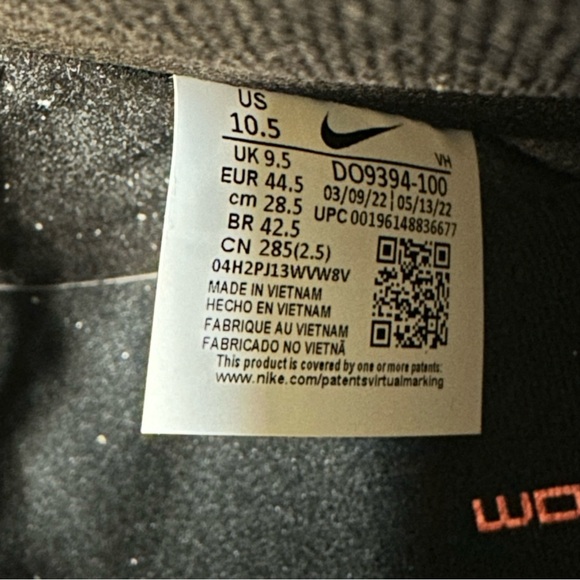 US
10.5
VH
UK 9.5
DO9394-100
EUR 44.5
03/09/22 | 05/13/22
cm 28.5
UPC 00196148836677
BR 42.5
CN 285(2.5)
04H2PJ13WVW8V
MADE IN VIETNAM
HECHO EN VIETNAM
FABRIQUE AU VIETNAM
FABRICADO NO VIETNÃ
This product is covered by one or more patents:
www.nike.com/patentsvirtualmarking